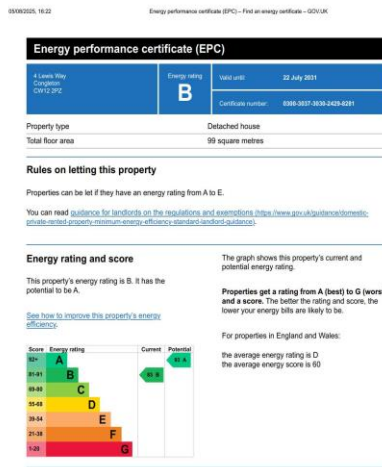 05/08/2025, 16:22 Energy performance certificate (EPC) – Find an energy certificate – GOV.UK
Energy performance certificate (EPC)
4 Lewis Way
Congleton
CW12 2PZ
Energy rating
B
Valid until: 22 July 2031
Certificate number: 0300-3037-3030-2429-8281
Property type Detached house
Total floor area 99 square metres
Rules on letting this property
Properties can be let if they have an energy rating from A to E.
You can read guidance for landlords on the regulations and exemptions (https://www.gov.uk/guidance/domestic-
private-rented-property-minimum-energy-efficiency-standard-landlord-guidance).
Energy rating and score
This property's energy rating is B. It has the
potential to be A.
See how to improve this property's energy
efficiency.
Score Energy rating Current Potential
92+ A
81-91 B
69-80 C
55-68 D
39-54 E
21-38 F
1-20 G
The graph shows this property's current and
potential energy rating.
Properties get a rating from A (best) to G (wors
and a score. The better the rating and score, the
lower your energy bills are likely to be.
For properties in England and Wales:
the average energy rating is D
the average energy score is 60